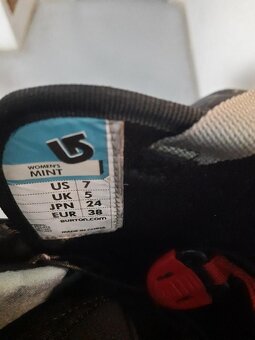 WOMEN'S
MINT
US 7
UK 5
JPN 24
EUR 38
BURTON.COM